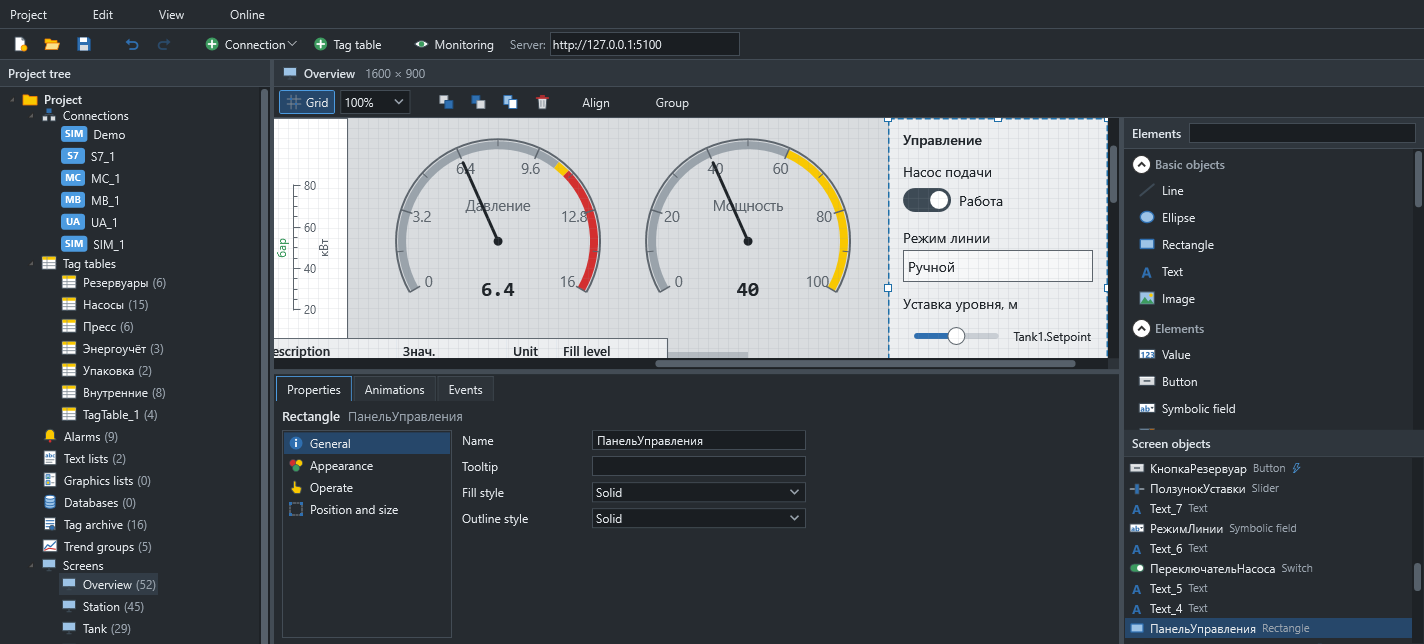 Project Edit View Online
Connection Tag table Monitoring Server: http://127.0.0.1:5100
Project tree
Project
Connections
SIM Demo
S7 S7_1
MC MC_1
MB MB_1
UA UA_1
SIM SIM_1
Tag tables
Резервуары (6)
Насосы (15)
Пресс (6)
Энергоучёт (3)
Упаковка (2)
Внутренние (8)
TagTable_1 (4)
Alarms (9)
Text lists (2)
Graphics lists (0)
Databases (0)
Tag archive (16)
Trend groups (5)
Screens
Overview (52)
Station (45)
Tank (29)
Overview 1600 × 900
Grid 100% Align Group
80
60
40
20
бар
кВт
0
3.2
6.4
9.6
12.8
16
Давление
6.4
0
20
40
60
80
100
Мощность
40
Управление
Насос подачи
Работа
Режим линии
Ручной
Уставка уровня, м
Tank1.Setpoint
escription Знач. Unit Fill level
Properties Animations Events
Rectangle ПанельУправления
General
Appearance
Operate
Position and size
Name ПанельУправления
Tooltip
Fill style Solid
Outline style Solid
Elements
Basic objects
Line
Ellipse
Rectangle
A Text
Image
Elements
123 Value
Button
ab Symbolic field
Screen objects
КнопкаРезервуар Button
ПолзунокУставки Slider
A Text_7 Text
ab РежимЛинии Symbolic field
A Text_6 Text
ПереключательНасоса Switch
A Text_5 Text
A Text_4 Text
ПанельУправления Rectangle